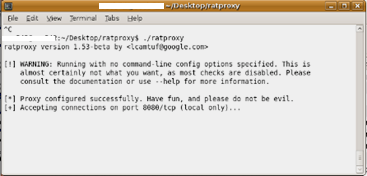 ~/Desktop/ratproxy
File Edit View Terminal Tabs Help
^C
:~/Desktop/ratproxy$ ./ratproxy
ratproxy version 1.53-beta by <lcamtuf@google.com>
[!] WARNING: Running with no command-line config options specified. This is
almost certainly not what you want, as most checks are disabled. Please
consult the documentation or use --help for more information.
[*] Proxy configured successfully. Have fun, and please do not be evil.
[+] Accepting connections on port 8080/tcp (local only)...